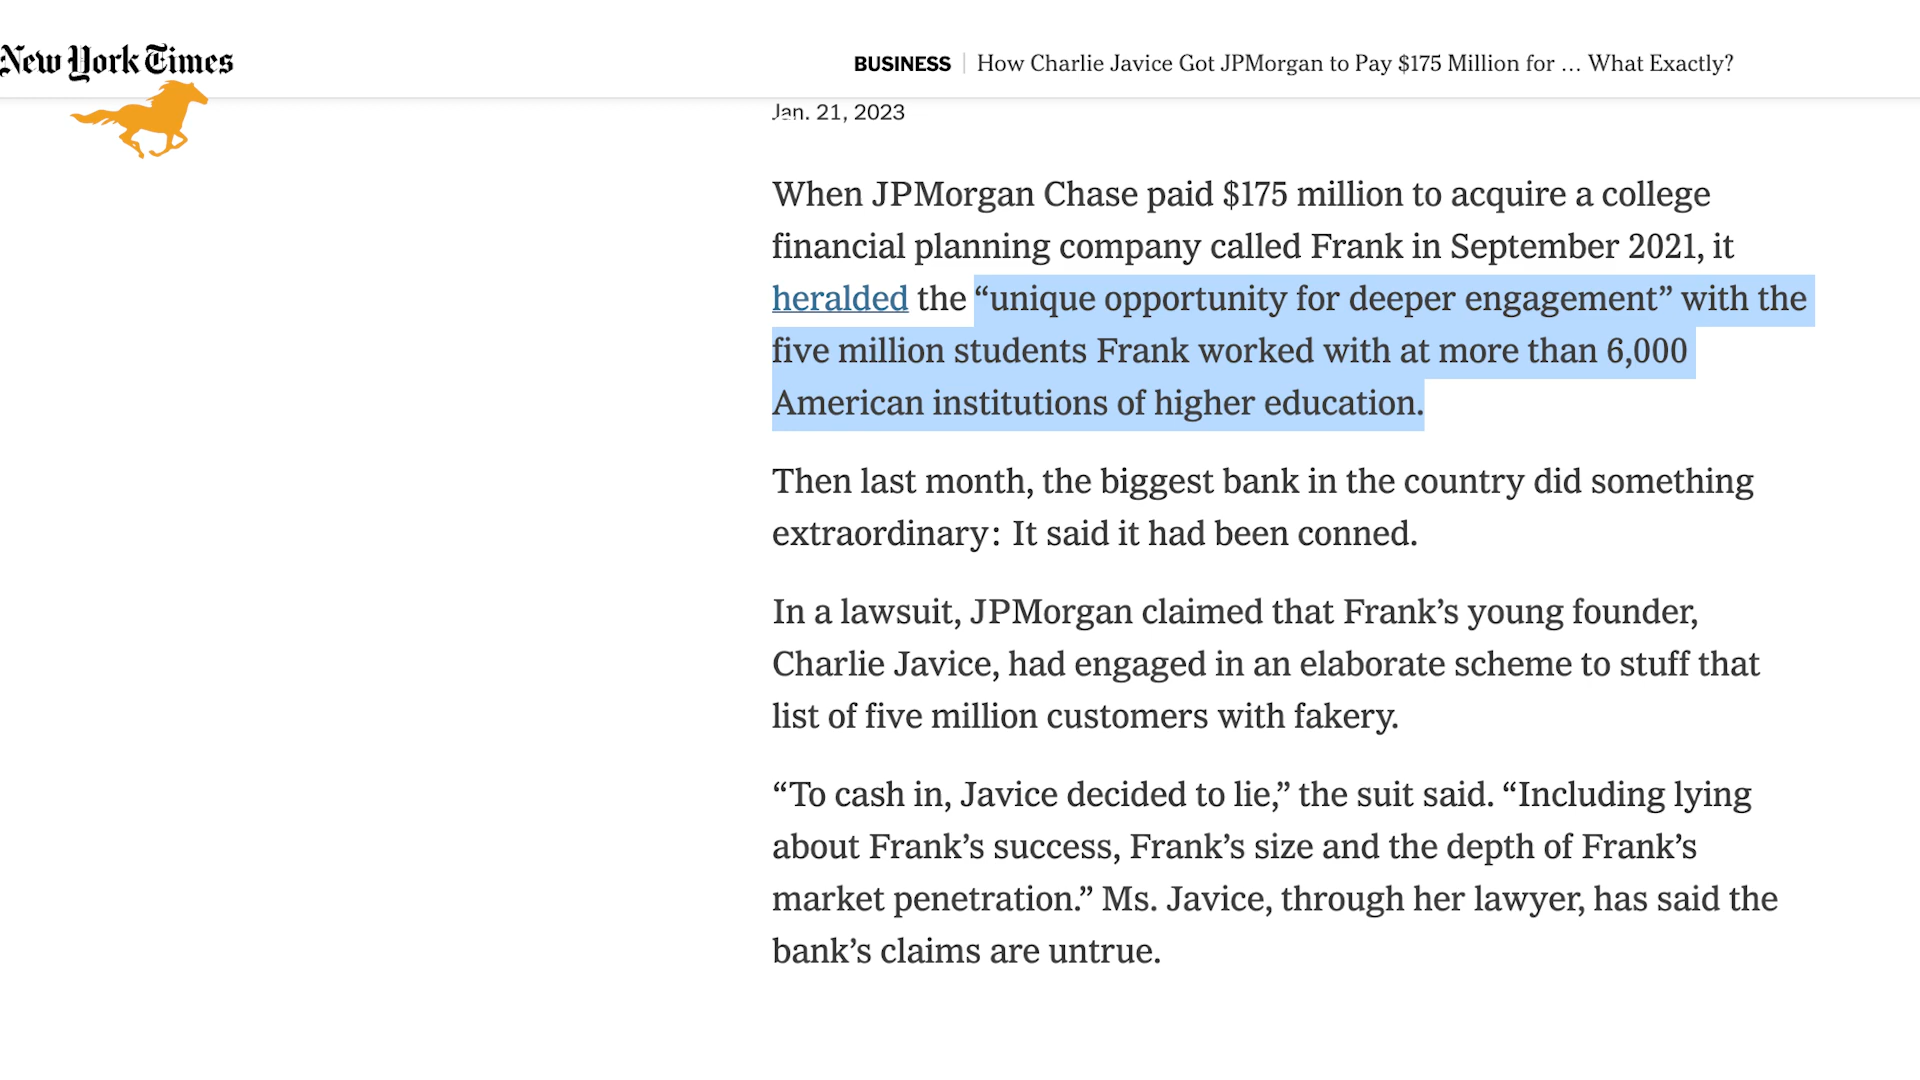 New York Times
BUSINESS How Charlie Javice Got JPMorgan to Pay $175 Million for … What Exactly?
Jan. 21, 2023
When JPMorgan Chase paid $175 million to acquire a college
financial planning company called Frank in September 2021, it
heralded the “unique opportunity for deeper engagement” with the
five million students Frank worked with at more than 6,000
American institutions of higher education.
Then last month, the biggest bank in the country did something
extraordinary: It said it had been conned.
In a lawsuit, JPMorgan claimed that Frank’s young founder,
Charlie Javice, had engaged in an elaborate scheme to stuff that
list of five million customers with fakery.
“To cash in, Javice decided to lie,” the suit said. “Including lying
about Frank’s success, Frank’s size and the depth of Frank’s
market penetration.” Ms. Javice, through her lawyer, has said the
bank’s claims are untrue.